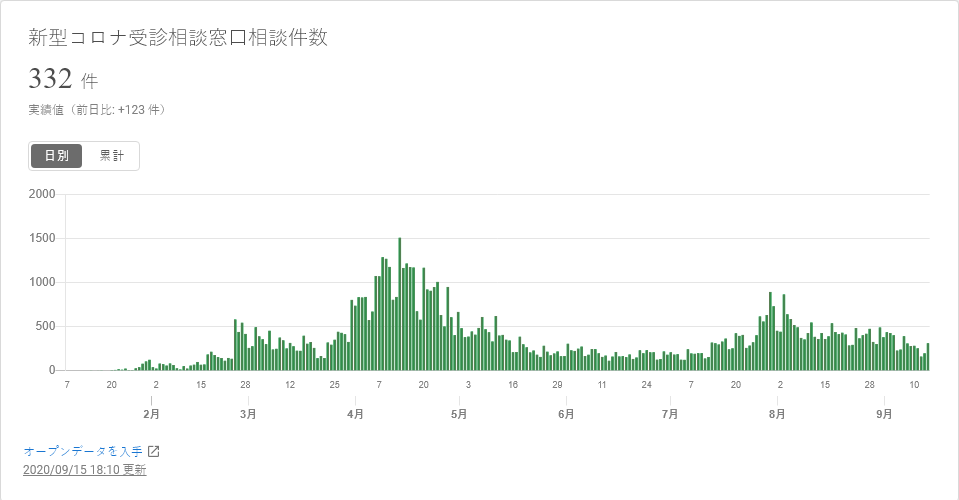 新型コロナ受診相談窓口相談件数
332 件
実績値（前日比: +123 件）
日別 累計
2000
1500
1000
500
0
7 20 2 15 28 12 25 7 20 3 16 29 11 24 7 20 2 15 28 10
2月 3月 4月 5月 6月 7月 8月 9月
オープンデータを入手
2020/09/15 18:10 更新